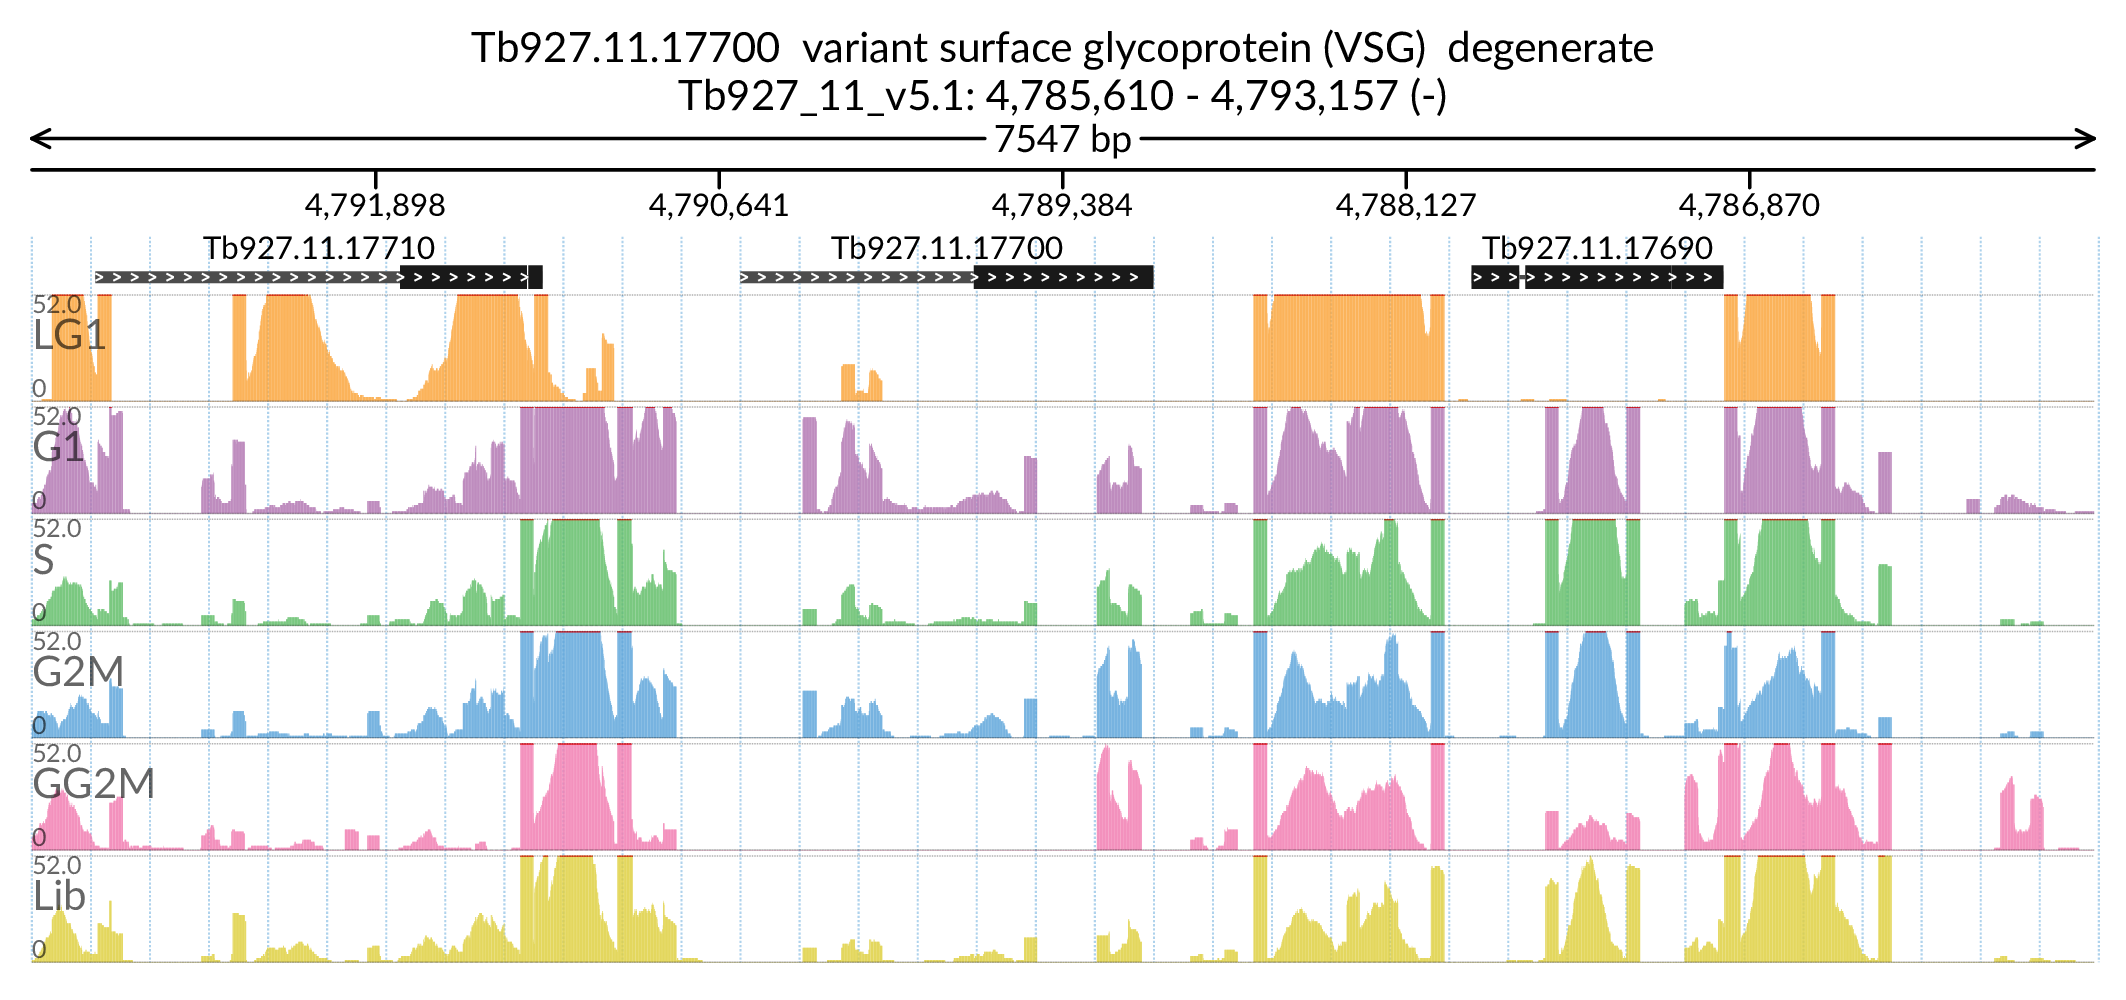 Tb927.11.17700  variant surface glycoprotein (VSG)  degenerate
Tb927_11_v5.1: 4,785,610 - 4,793,157 (-)
7547 bp
4,791,898 4,790,641 4,789,384 4,788,127 4,786,870
Tb927.11.17710 Tb927.11.17700 Tb927.11.17690
52.0
LG1
0
52.0
G1
0
52.0
S
0
52.0
G2M
0
52.0
GG2M
0
52.0
Lib
0